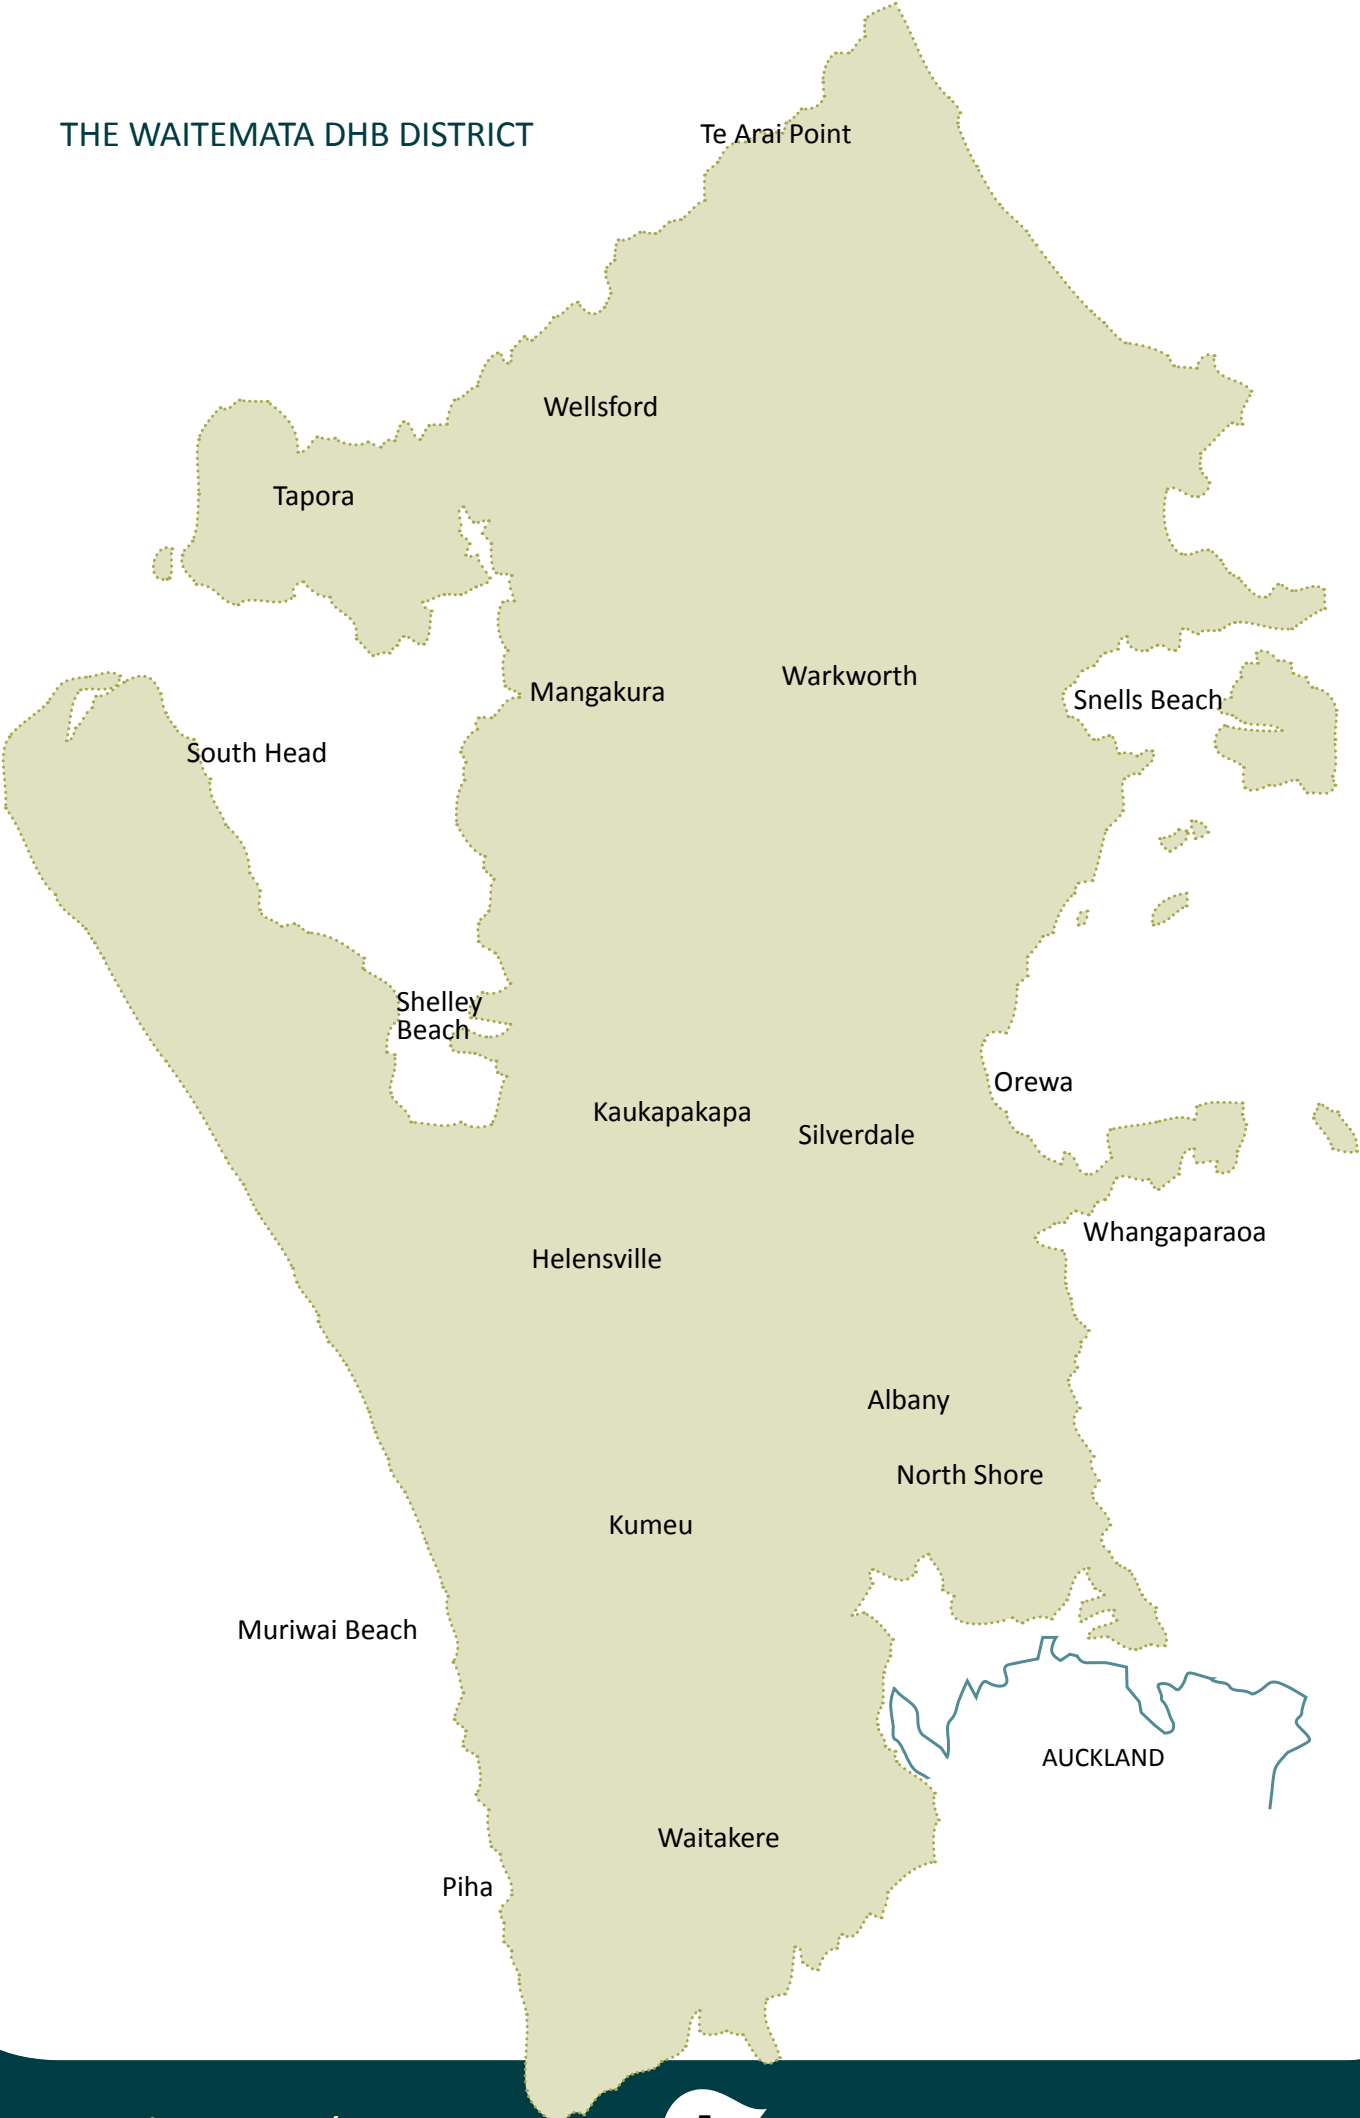 THE WAITEMATA DHB DISTRICT
Te Arai Point
Wellsford
Tapora
Warkworth
Mangakura
Snells Beach
South Head
Shelley
Beach
Orewa
Kaukapakapa
Silverdale
Whangaparaoa
Helensville
Albany
North Shore
Kumeu
Muriwai Beach
AUCKLAND
Waitakere
Piha